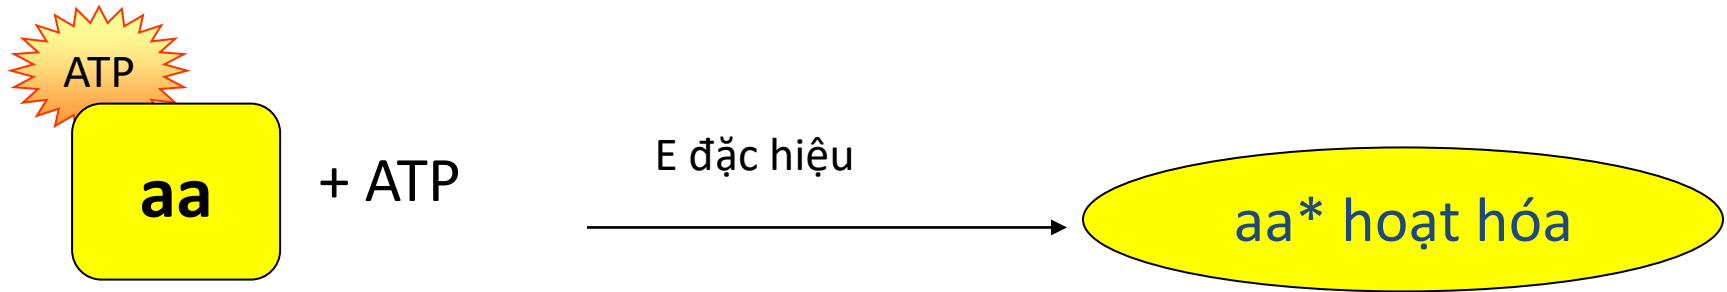 ATP
aa
+ ATP
E đặc hiệu
aa* hoạt hóa